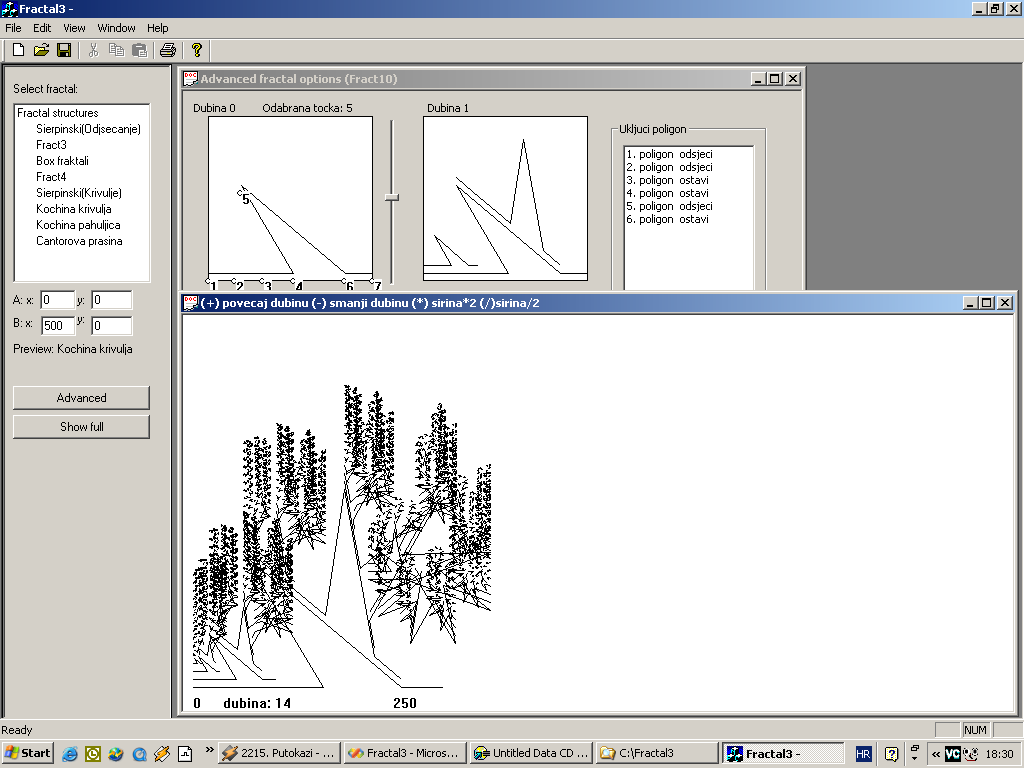 Fractal3 -
File Edit View Window Help
Select fractal:
Fractal structures
Sierpinski(Odjsecanje)
Fract3
Box fraktali
Fract4
Sierpinski(Krivulje)
Kochina krivulja
Kochina pahuljica
Cantorova prasina
A: x: 0 y: 0
B: x: 500 y: 0
Preview: Kochina krivulja
Advanced
Show full
DOC Advanced fractal options (Fract10)
Dubina 0 Odabrana tocka: 5 Dubina 1
5
1 2 3 4 6 7
Ukljuci poligon
1. poligon odsjeci
2. poligon odsjeci
3. poligon ostavi
4. poligon ostavi
5. poligon odsjeci
6. poligon ostavi
DOC (+) povecaj dubinu (-) smanji dubinu (*) sirina*2 (/)sirina/2
0 dubina: 14 250
Ready NUM
Start » 2215. Putokazi - ... Fractal3 - Micros... Untitled Data CD ... C:\Fractal3 Fractal3 - HR « VC 18:30